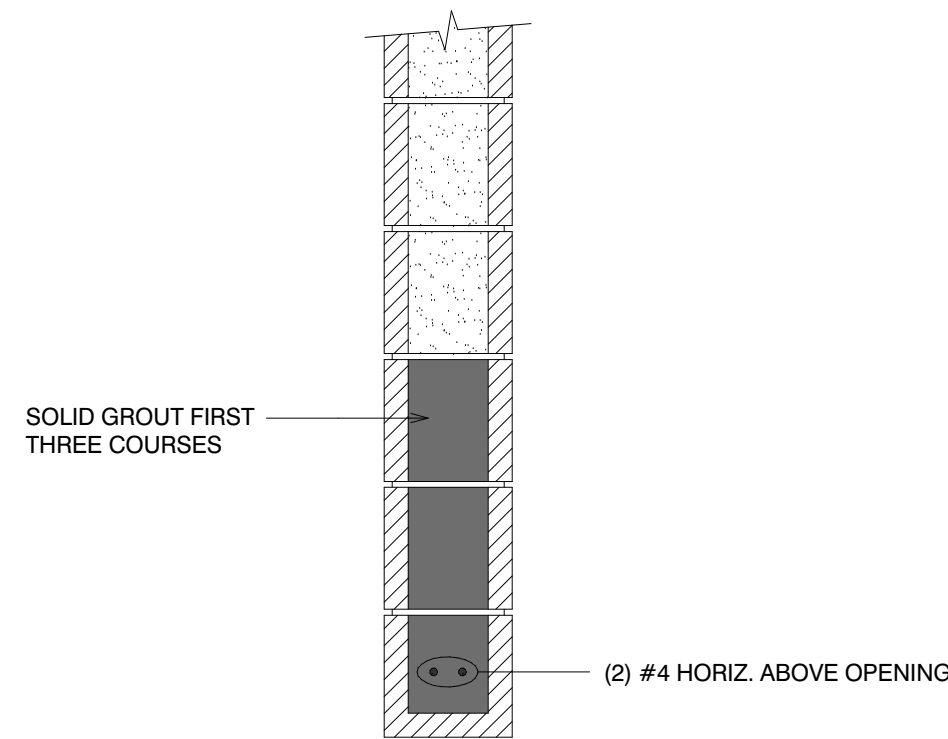 SOLID GROUT FIRST
THREE COURSES
(2) #4 HORIZ. ABOVE OPENING